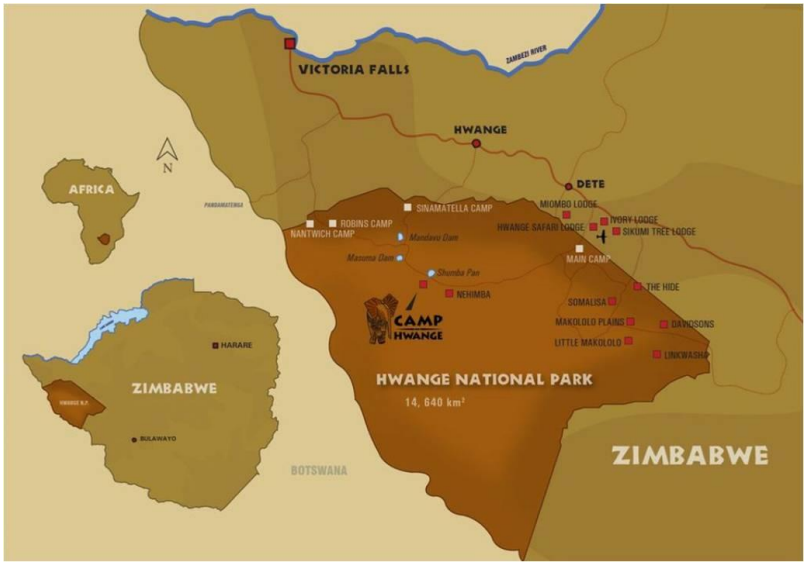 ZAMBEZI RIVER
VICTORIA FALLS
HWANGE
DETE
AFRICA
N
PANDAMATENGA
MIOMBO LODGE
IVORY LODGE
HWANGE SAFARI LODGE
SIKUMI TREE LODGE
SINAMATELLA CAMP
ROBINS CAMP
NANTWICH CAMP
Mandavu Dam
Masuma Dam
MAIN CAMP
Shumba Pan
THE HIDE
NEHIMBA
SOMALISA
CAMP
HWANGE
MAKOLOLO PLAINS
DAVIDSONS
LITTLE MAKOLOLO
LINKWASHA
HARARE
ZIMBABWE
HWANGE N.P.
HWANGE NATIONAL PARK
14, 640 km²
BULAWAYO
BOTSWANA
ZIMBABWE